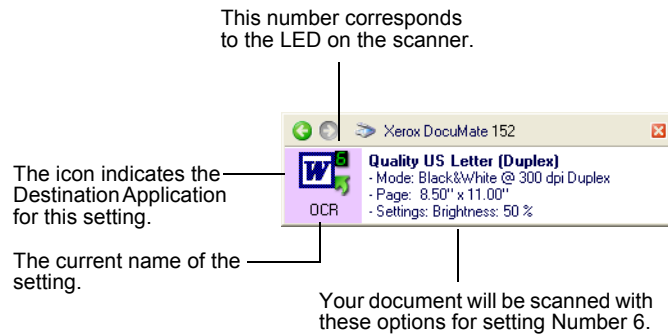 This number corresponds
to the LED on the scanner.
Xerox DocuMate 152
The icon indicates the
Destination Application
for this setting.
W
6
OCR
Quality US Letter (Duplex)
- Mode: Black&White @ 300 dpi Duplex
- Page: 8.50" x 11.00"
- Settings: Brightness: 50 %
The current name of the
setting.
Your document will be scanned with
these options for setting Number 6.